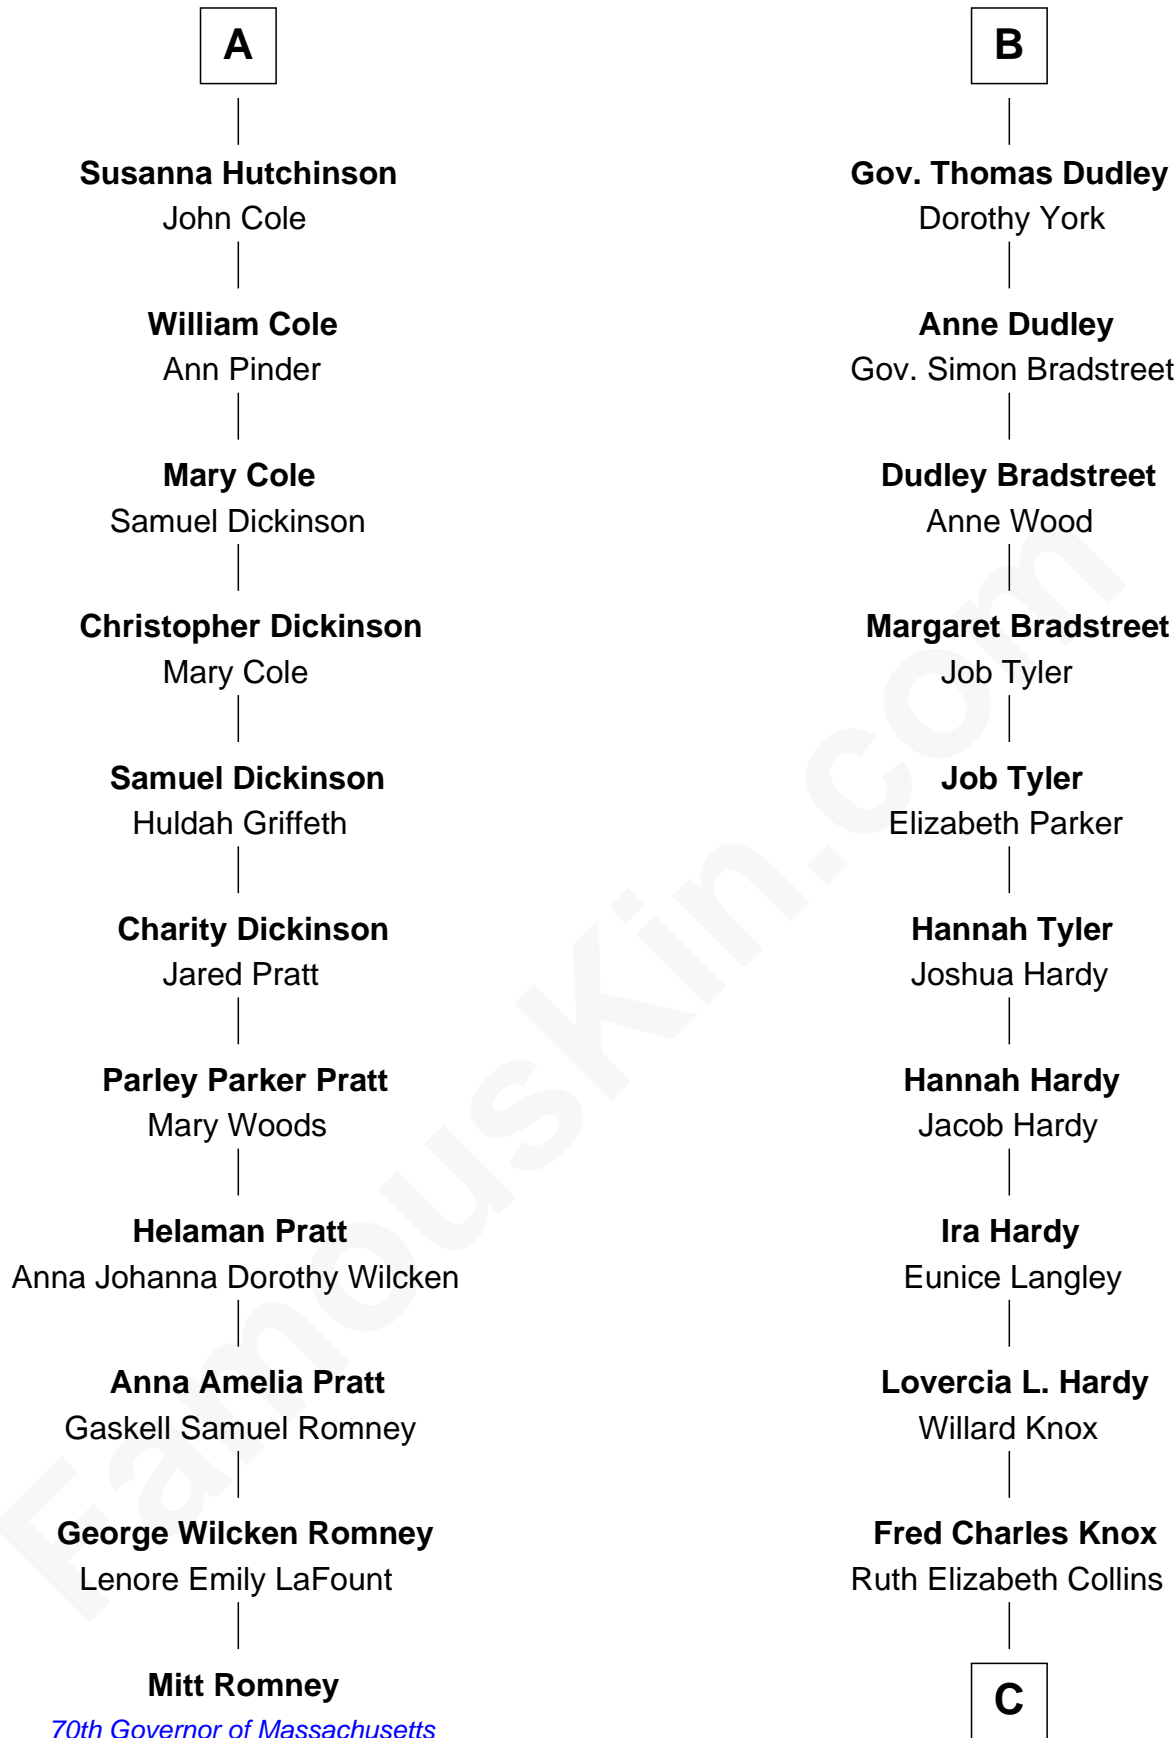 A
Susanna Hutchinson
John Cole
William Cole
Ann Pinder
Mary Cole
Samuel Dickinson
Christopher Dickinson
Mary Cole
Samuel Dickinson
Huldah Griffeth
Charity Dickinson
Jared Pratt
Parley Parker Pratt
Mary Woods
Helaman Pratt
Anna Johanna Dorothy Wilcken
Anna Amelia Pratt
Gaskell Samuel Romney
George Wilcken Romney
Lenore Emily LaFount
Mitt Romney
70th Governor of Massachusetts
B
Gov. Thomas Dudley
Dorothy York
Anne Dudley
Gov. Simon Bradstreet
Dudley Bradstreet
Anne Wood
Margaret Bradstreet
Job Tyler
Job Tyler
Elizabeth Parker
Hannah Tyler
Joshua Hardy
Hannah Hardy
Jacob Hardy
Ira Hardy
Eunice Langley
Lovercia L. Hardy
Willard Knox
Fred Charles Knox
Ruth Elizabeth Collins
C
FamousKin.com